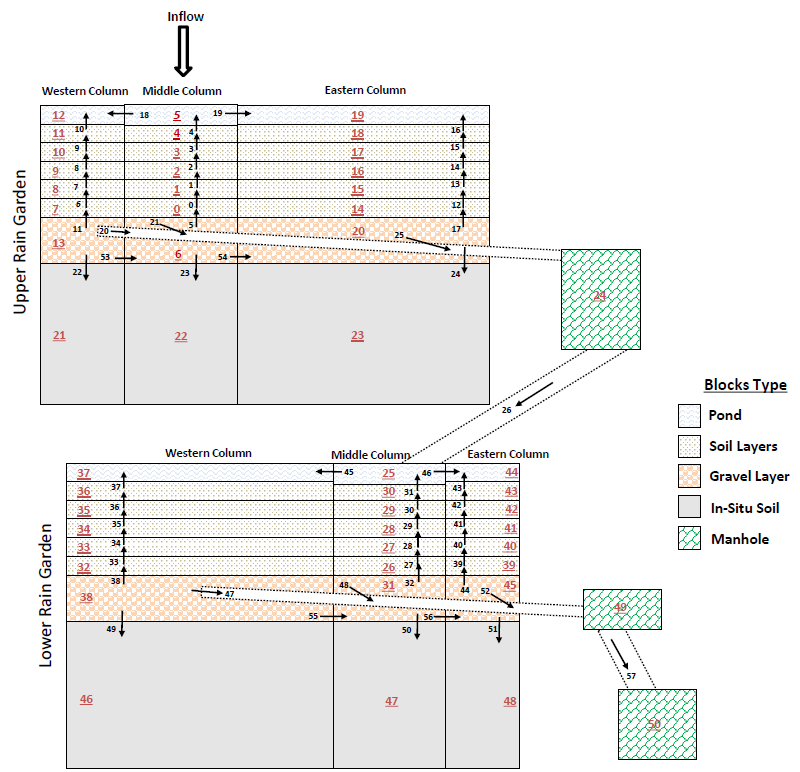 Inflow
Western Column Middle Column Eastern Column
12 18 5 19 19
11 10 4 4 18 16
10 9 3 3 17 15
9 8 2 2 16 14
8 7 1 1 15 13
7 6 0 0 14 12
11 20 21 5 20 25 17
13 53 6 54
22 23 24
24
21 22 23
Upper Rain Garden
26
Blocks Type
Pond
Soil Layers
Gravel Layer
In-Situ Soil
Manhole
Western Column Middle Column Eastern Column
37 45 25 46 44
36 37 30 31 43 43
35 36 29 30 42 42
34 35 28 29 41 41
33 34 27 28 40 40
32 33 26 27 39 39
38 48 31 32 44 52 45
38 47 49
55 56
49 50 51
46 47 48
Lower Rain Garden
57
50